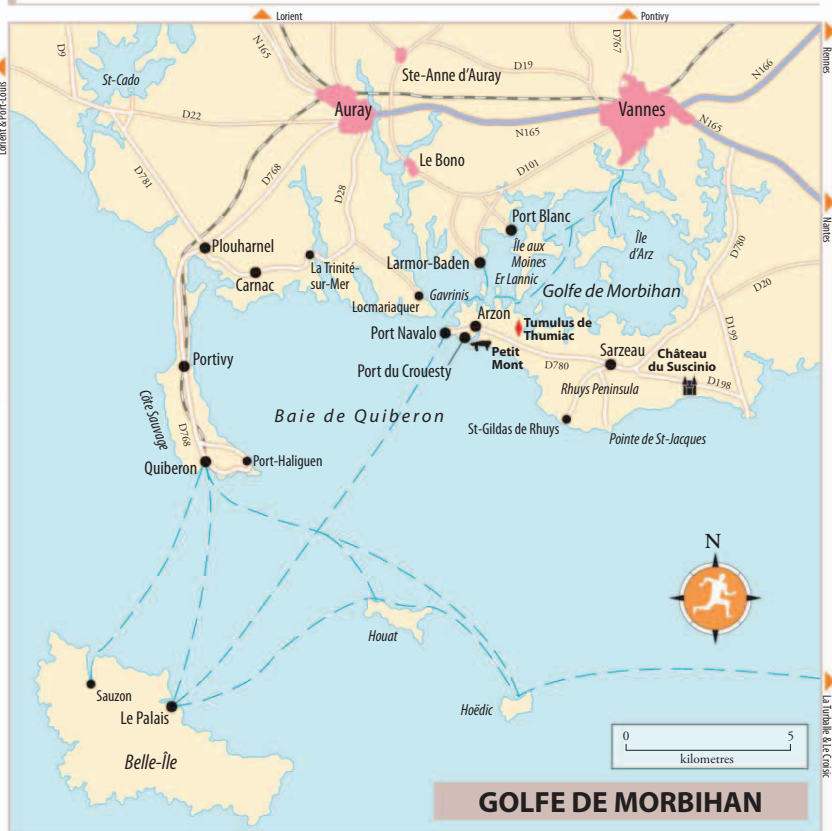 Lorient
Pontivy
Lorient & Port-Louis
Rennes
D9
N165
D767
N166
St-Cado
Ste-Anne d'Auray
D19
Auray
Vannes
D22
N165
N165
Le Bono
D101
D781
D768
D28
Nantes
Port Blanc
Plouharnel
Île aux
Moines
Île
d'Arz
D780
La Trinité-
sur-Mer
Larmor-Baden
Er Lannic
Carnac
D20
Locmariaquer
Gavrinis
Golfe de Morbihan
Arzon
Port Navalo
Tumulus de
Thumiac
D199
Petit
Mont
Sarzeau
Château
du Suscinio
Portivy
Port du Crouesty
D780
D198
Rhuys Peninsula
Côte Sauvage
Baie de Quiberon
St-Gildas de Rhuys
Pointe de St-Jacques
D768
Quiberon
Port-Haliguen
N
Houat
Sauzon
Le Palais
Hoëdic
La Turballe & Le Croisic
Belle-Île
0 5
kilometres
GOLFE DE MORBIHAN